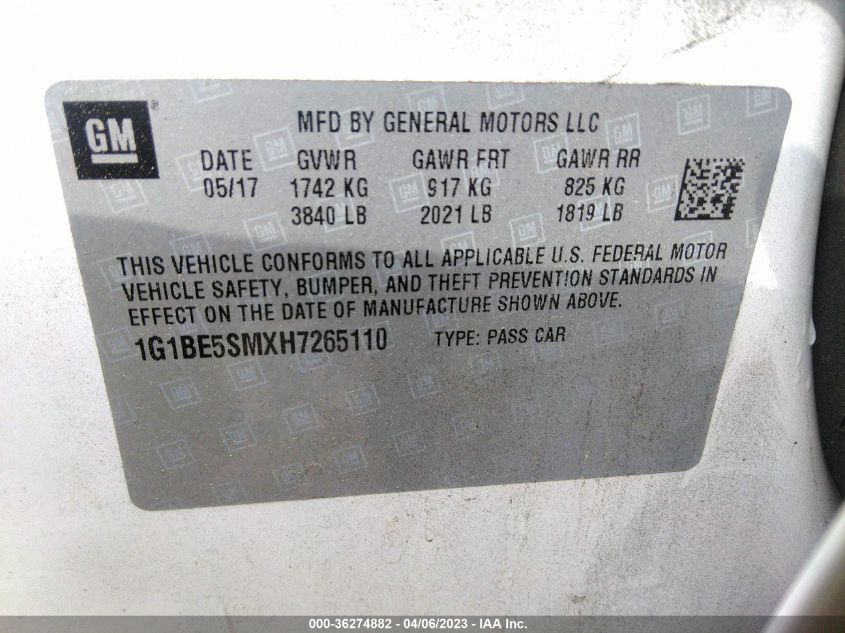 GM ®
MFD BY GENERAL MOTORS LLC
DATE GVWR GAWR FRT GAWR RR
05/17 1742 KG 917 KG 825 KG
3840 LB 2021 LB 1819 LB
THIS VEHICLE CONFORMS TO ALL APPLICABLE U.S. FEDERAL MOTOR
VEHICLE SAFETY, BUMPER, AND THEFT PREVENTION STANDARDS IN
EFFECT ON THE DATE OF MANUFACTURE SHOWN ABOVE.
1G1BE5SMXH7265110 TYPE: PASS CAR
000-36274882 - 04/06/2023 - IAA Inc.